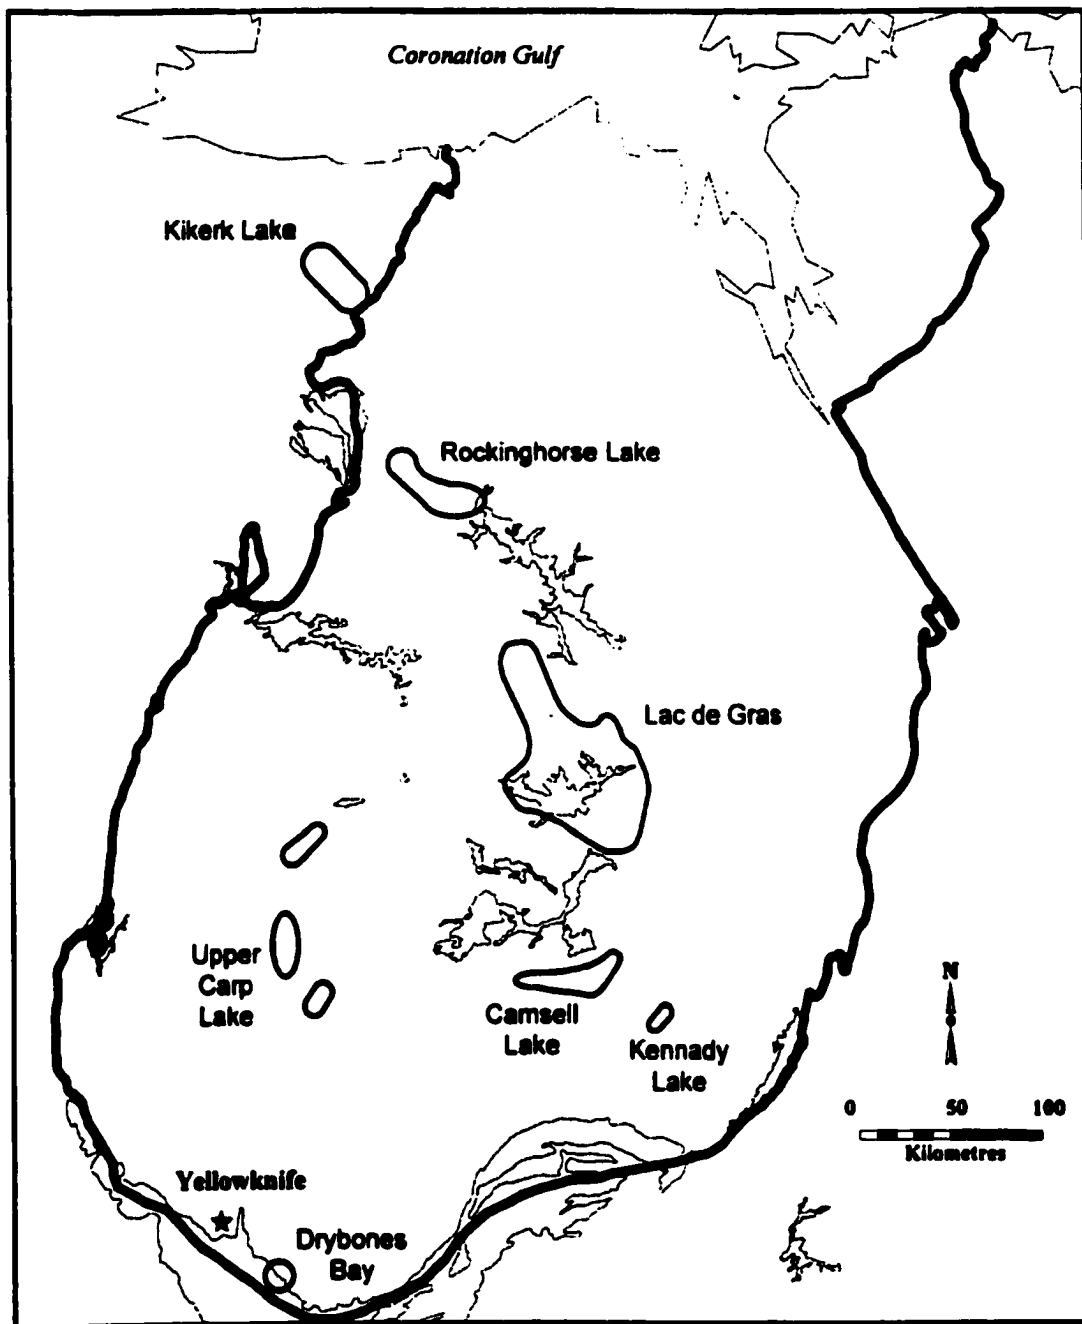 Coronation Gulf
Kikerk Lake
Rockinghorse Lake
Lac de Gras
Upper
Carp
Lake
Camsell
Lake
Kennady
Lake
N
0 50 100
Kilometres
Yellowknife
Drybones
Bay